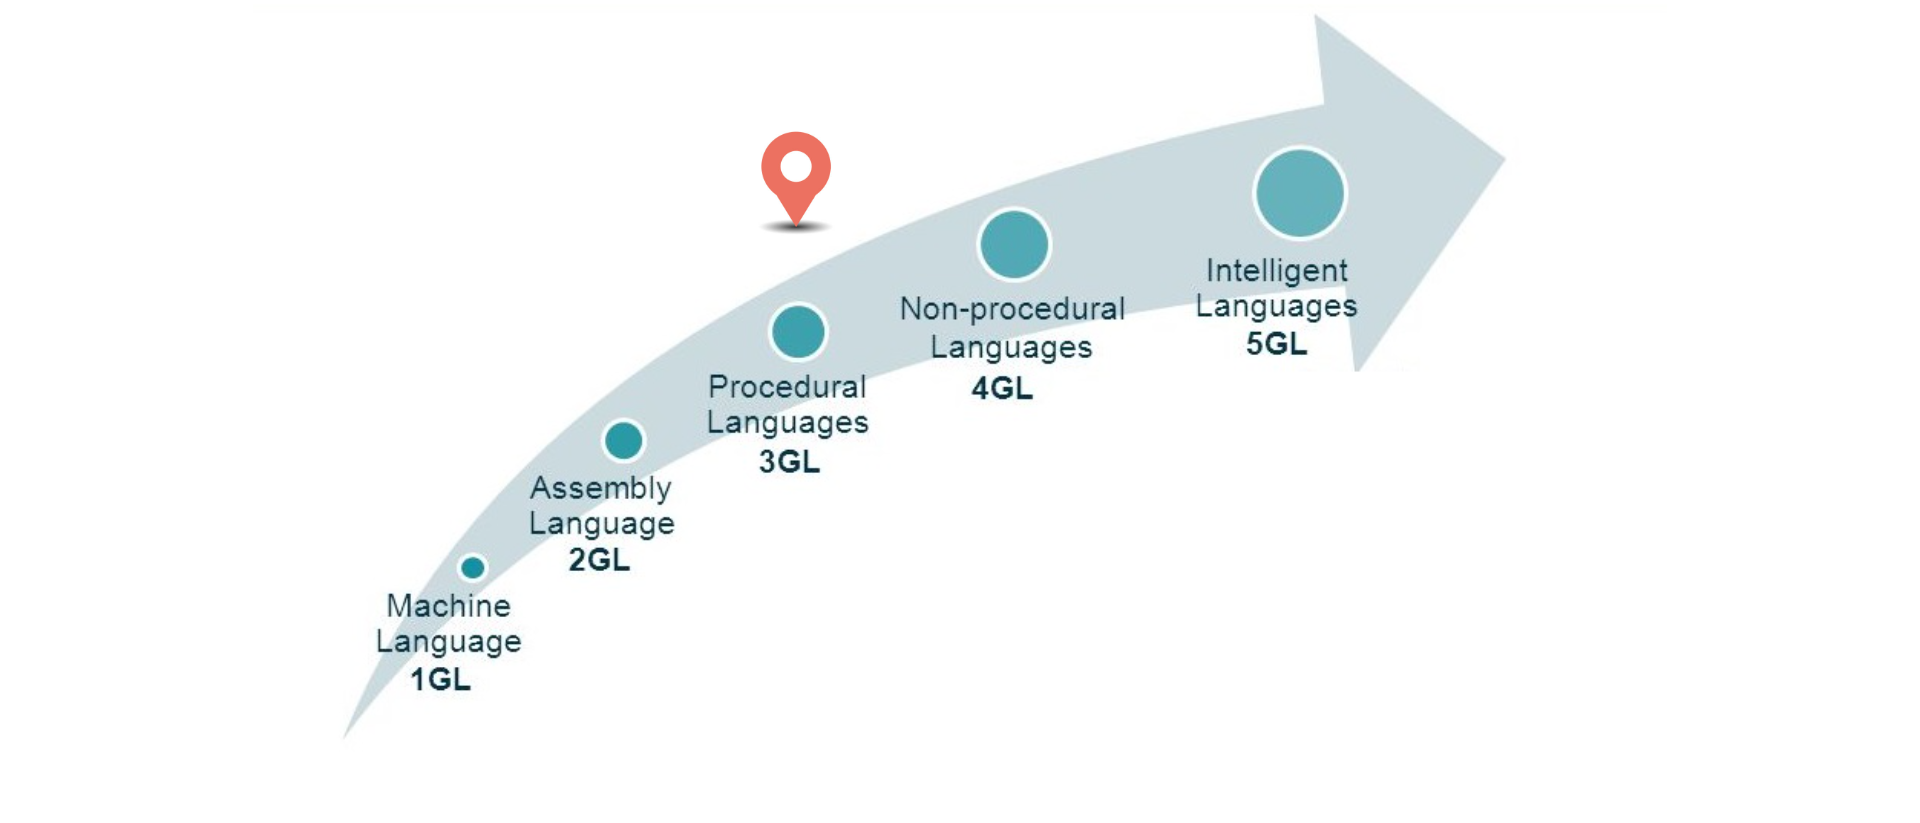 Machine
Language
1GL
Assembly
Language
2GL
Procedural
Languages
3GL
Non-procedural
Languages
4GL
Intelligent
Languages
5GL